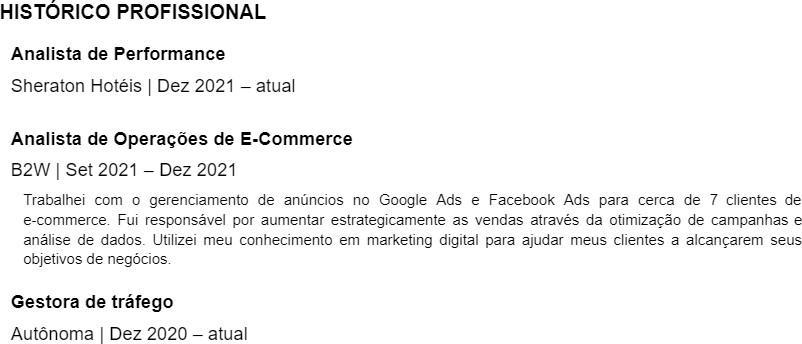 HISTÓRICO PROFISSIONAL
Analista de Performance
Sheraton Hotéis | Dez 2021 – atual
Analista de Operações de E-Commerce
B2W | Set 2021 – Dez 2021
Trabalhei com o gerenciamento de anúncios no Google Ads e Facebook Ads para cerca de 7 clientes de
e-commerce. Fui responsável por aumentar estrategicamente as vendas através da otimização de campanhas e
análise de dados. Utilizei meu conhecimento em marketing digital para ajudar meus clientes a alcançarem seus
objetivos de negócios.
Gestora de tráfego
Autônoma | Dez 2020 – atual